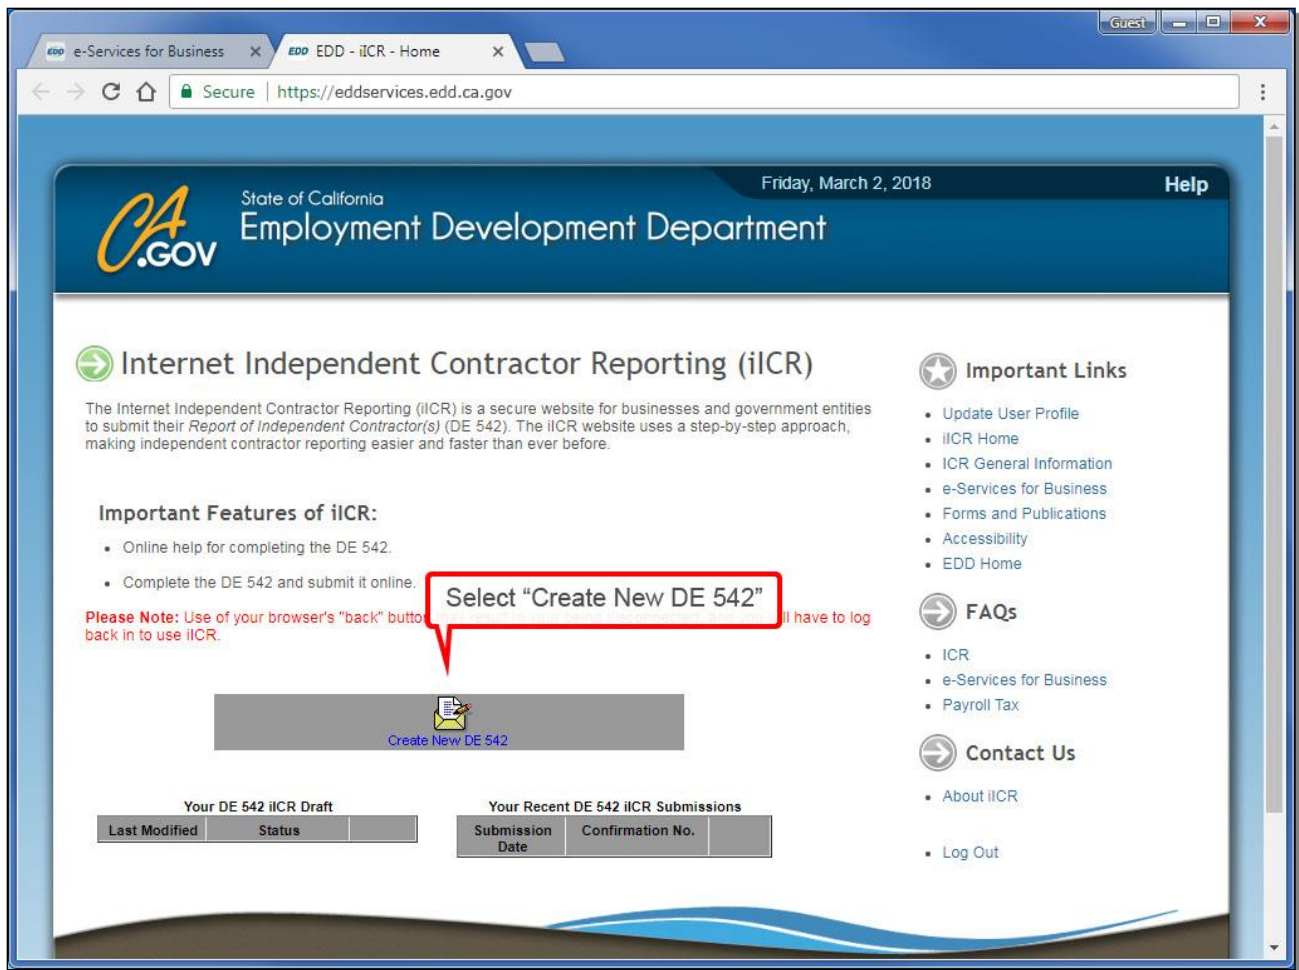 Guest
e-Services for Business
EDD - iICR - Home
Secure | https://eddservices.edd.ca.gov
Friday, March 2, 2018
Help
CA.GOV
State of California
Employment Development Department
Internet Independent Contractor Reporting (iICR)
The Internet Independent Contractor Reporting (iICR) is a secure website for businesses and government entities
to submit their Report of Independent Contractor(s) (DE 542). The iICR website uses a step-by-step approach,
making independent contractor reporting easier and faster than ever before.
Important Features of iICR:
• Online help for completing the DE 542.
• Complete the DE 542 and submit it online.
Select “Create New DE 542”
Please Note: Use of your browser's "back" have to log
back in to use iICR.
Create New DE 542
Your DE 542 iICR Draft
Last Modified Status
Your Recent DE 542 iICR Submissions
Submission Date Confirmation No.
Important Links
• Update User Profile
• iICR Home
• ICR General Information
• e-Services for Business
• Forms and Publications
• Accessibility
• EDD Home
FAQs
• ICR
• e-Services for Business
• Payroll Tax
Contact Us
• About iICR
• Log Out